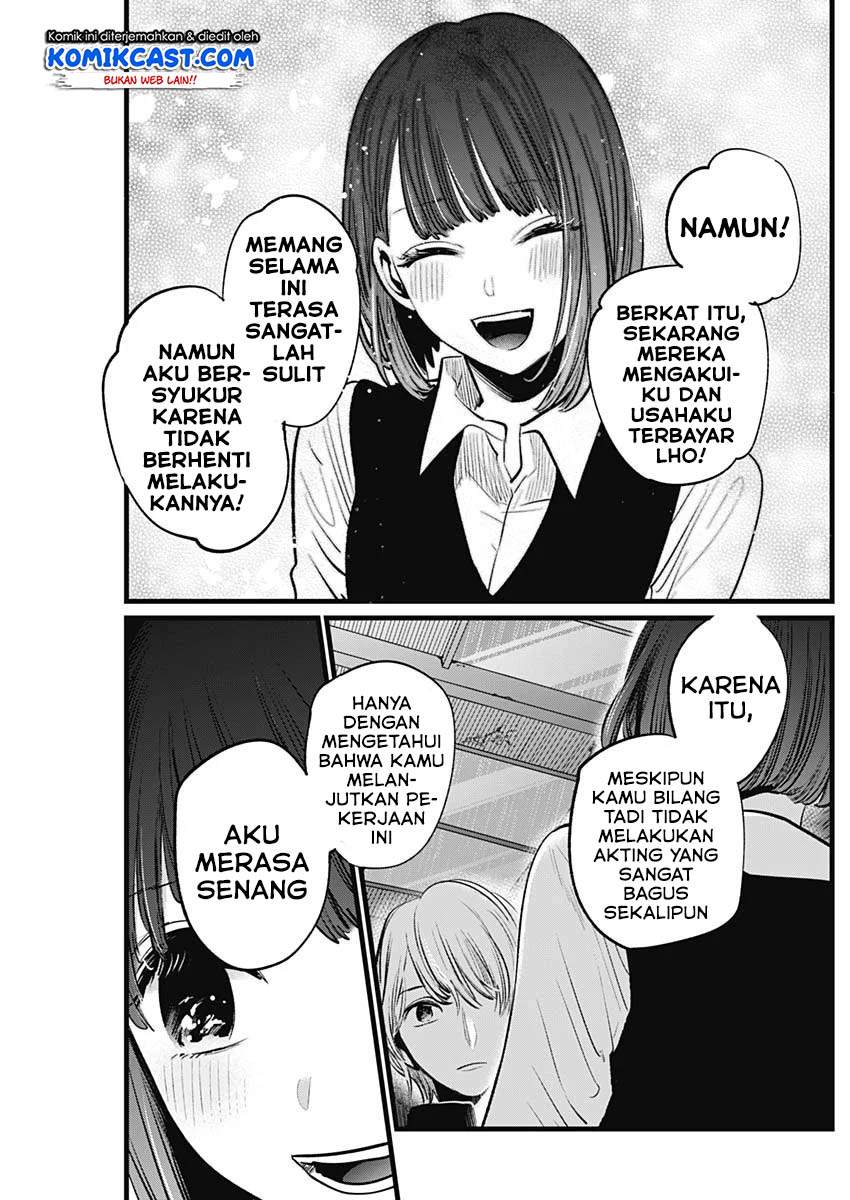 Komik ini diterjemahkan & diedit oleh
KOMIKCAST.COM
BUKAN WEB LAIN!!
NAMUN!
BERKAT ITU,
SEKARANG
MEREKA
MENGAKUI-
KU DAN
USAHAKU
TERBAYAR
LHO!
MEMANG
SELAMA
INI
TERASA
SANGAT-
LAH
SULIT
NAMUN
AKU BER-
SYUKUR
KARENA
TIDAK
BERHENTI
MELAKU-
KANNYA!
KARENA
ITU,
MESKIPUN
KAMU BILANG
TADI TIDAK
MELAKUKAN
AKTING YANG
SANGAT
BAGUS
SEKALIPUN
HANYA
DENGAN
MENGETAHUI
BAHWA KAMU
MELAN-
JUTKAN PE-
KERJAAN
INI
AKU
MERASA
SENANG